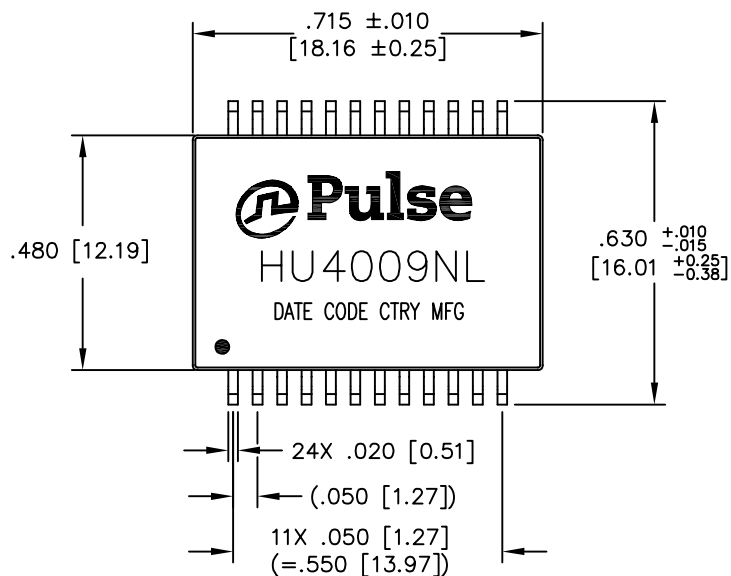 .715 ±.010
[18.16 ±0.25]
Pulse
HU4009NL
DATE CODE CTRY MFG
.480 [12.19]
.630 +.010 -.015
[16.01 +0.25 -0.38]
24X .020 [0.51]
(.050 [1.27])
11X .050 [1.27]
(=.550 [13.97])